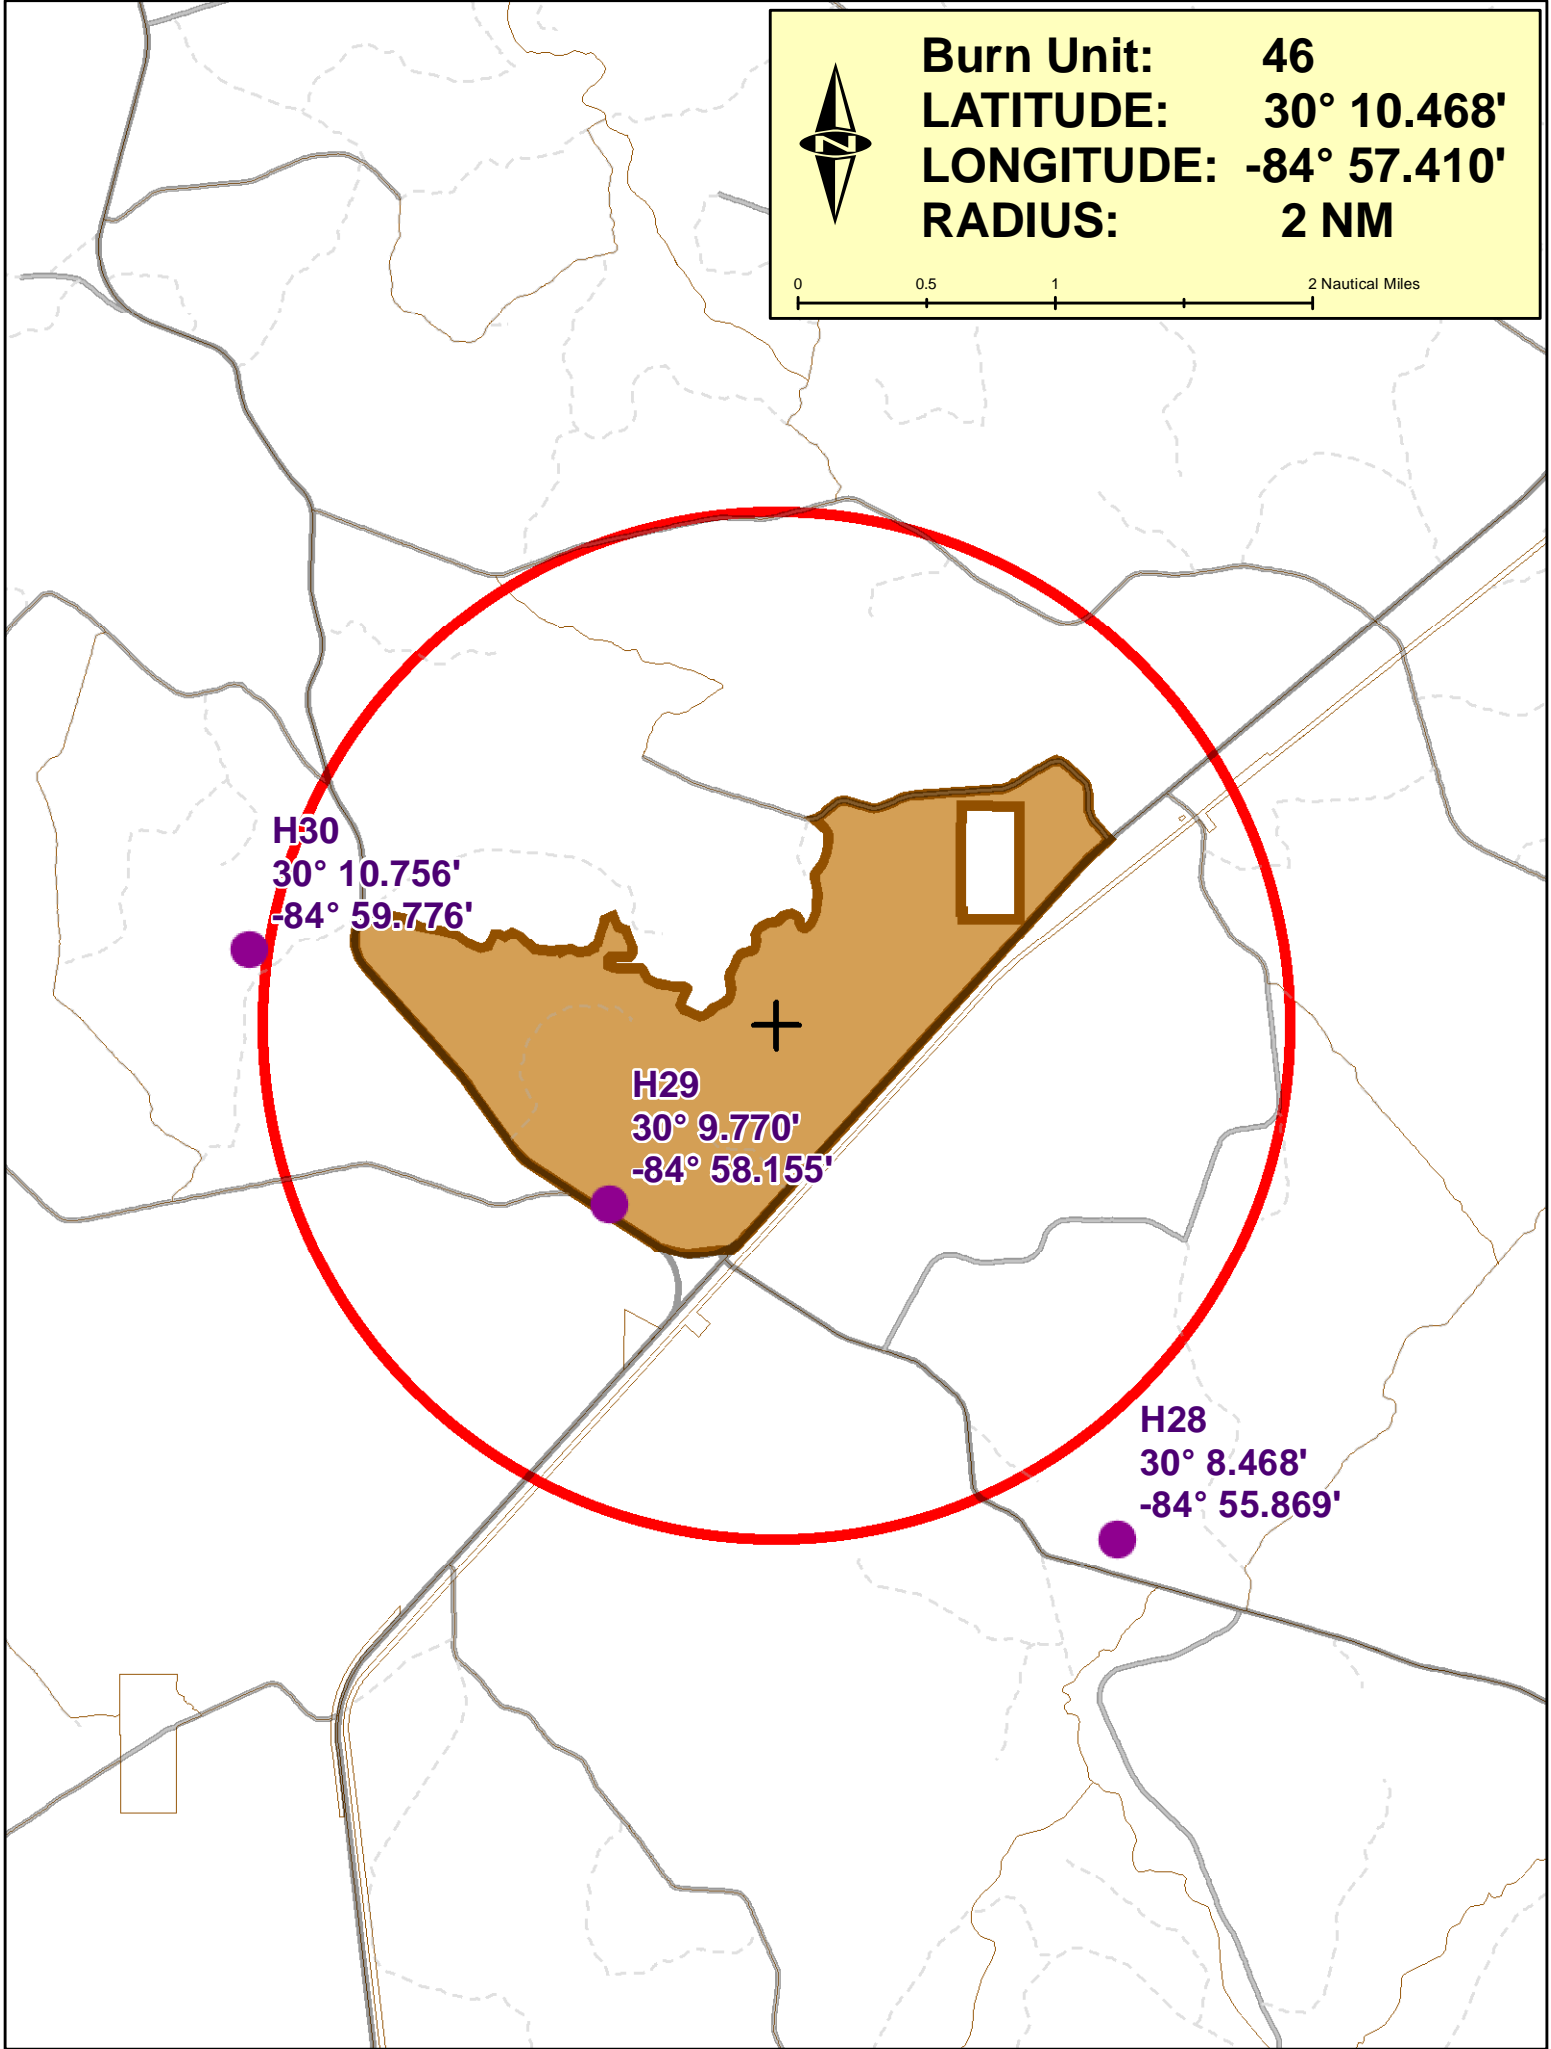 Burn Unit: 46
LATITUDE: 30° 10.468'
LONGITUDE: -84° 57.410'
RADIUS: 2 NM
N
0 0.5 1 2 Nautical Miles
H30
30° 10.756'
-84° 59.776'
H29
30° 9.770'
-84° 58.155'
H28
30° 8.468'
-84° 55.869'